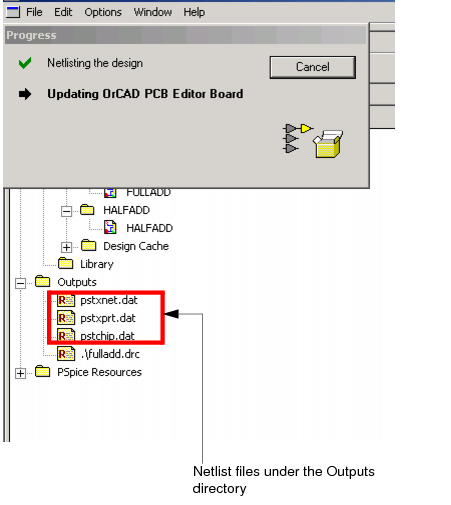 File Edit Options Window Help
Progress
Netlisting the design
Cancel
Updating OrCAD PCB Editor Board
FULLADD
HALFADD
HALFADD
Design Cache
Library
Outputs
pstxnet.dat
pstxprt.dat
pstchip.dat
.\fulladd.drc
PSpice Resources
Netlist files under the Outputs
directory